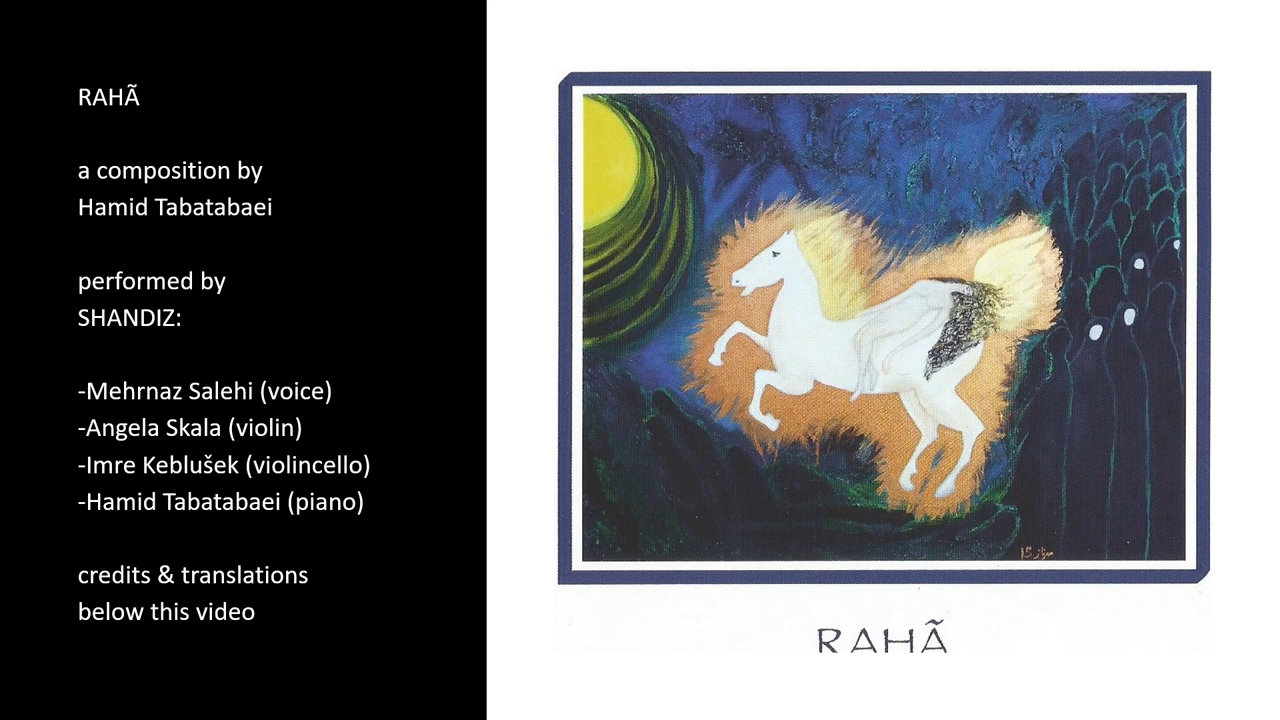 RAHÃ
a composition by
Hamid Tabatabaei
performed by
SHANDIZ:
-Mehrnaz Salehi (voice)
-Angela Skala (violin)
-Imre Keblušek (violincello)
-Hamid Tabatabaei (piano)
credits & translations
below this video
RAHÃ